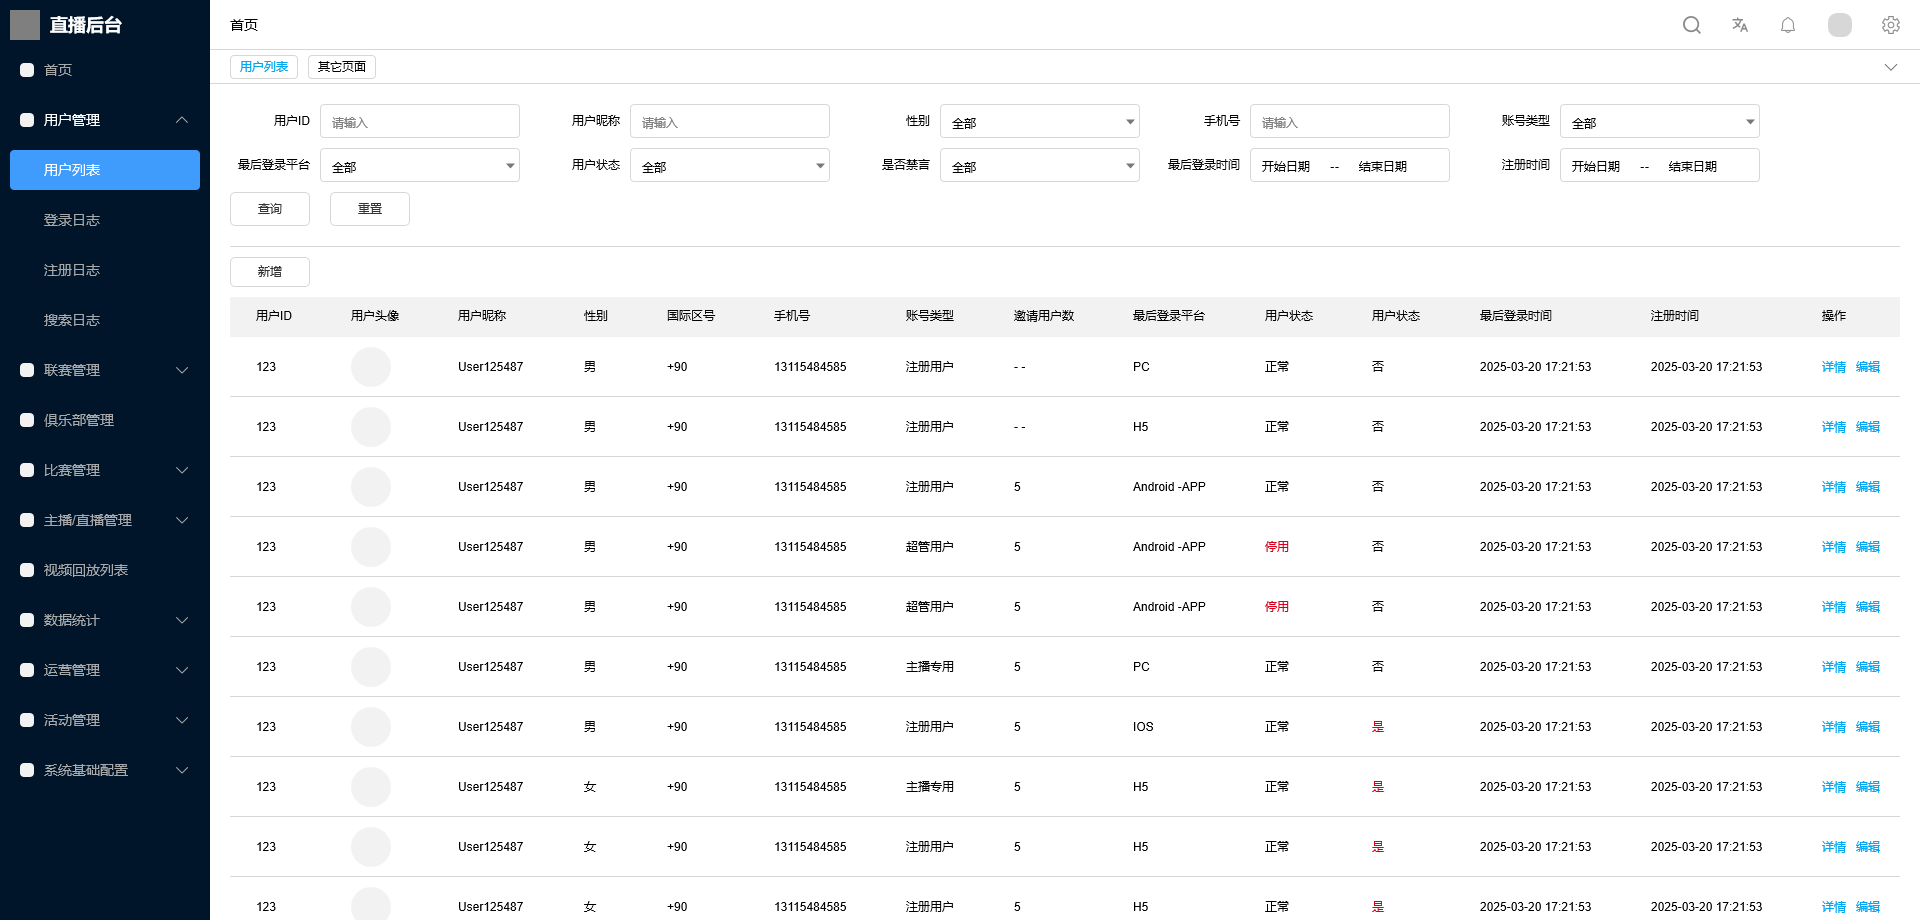 直播后台
首页
用户管理
用户列表
登录日志
注册日志
搜索日志
联赛管理
俱乐部管理
比赛管理
主播/直播管理
视频回放列表
数据统计
运营管理
活动管理
系统基础配置
首页
用户列表 其它页面
用户ID 请输入 用户昵称 请输入 性别 全部 手机号 请输入 账号类型 全部
最后登录平台 全部 用户状态 全部 是否禁言 全部 最后登录时间 开始日期 -- 结束日期 注册时间 开始日期 -- 结束日期
查询 重置
新增
用户ID 用户头像 用户昵称 性别 国际区号 手机号 账号类型 邀请用户数 最后登录平台 用户状态 用户状态 最后登录时间 注册时间 操作
123 User125487 男 +90 13115484585 注册用户 - - PC 正常 否 2025-03-20 17:21:53 2025-03-20 17:21:53 详情 编辑
123 User125487 男 +90 13115484585 注册用户 - - H5 正常 否 2025-03-20 17:21:53 2025-03-20 17:21:53 详情 编辑
123 User125487 男 +90 13115484585 注册用户 5 Android -APP 正常 否 2025-03-20 17:21:53 2025-03-20 17:21:53 详情 编辑
123 User125487 男 +90 13115484585 超管用户 5 Android -APP 停用 否 2025-03-20 17:21:53 2025-03-20 17:21:53 详情 编辑
123 User125487 男 +90 13115484585 超管用户 5 Android -APP 停用 否 2025-03-20 17:21:53 2025-03-20 17:21:53 详情 编辑
123 User125487 男 +90 13115484585 主播专用 5 PC 正常 否 2025-03-20 17:21:53 2025-03-20 17:21:53 详情 编辑
123 User125487 男 +90 13115484585 注册用户 5 IOS 正常 是 2025-03-20 17:21:53 2025-03-20 17:21:53 详情 编辑
123 User125487 女 +90 13115484585 主播专用 5 H5 正常 是 2025-03-20 17:21:53 2025-03-20 17:21:53 详情 编辑
123 User125487 女 +90 13115484585 注册用户 5 H5 正常 是 2025-03-20 17:21:53 2025-03-20 17:21:53 详情 编辑
123 User125487 女 +90 13115484585 注册用户 5 H5 正常 是 2025-03-20 17:21:53 2025-03-20 17:21:53 详情 编辑